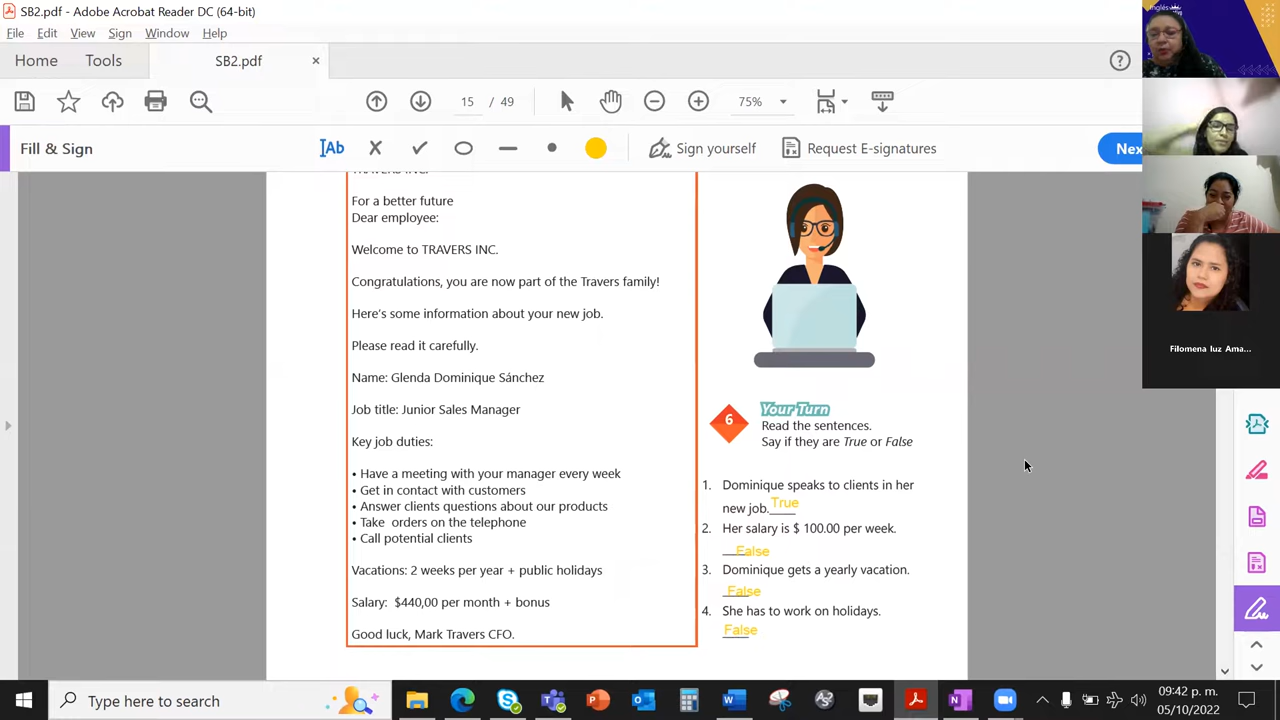 SB2.pdf - Adobe Acrobat Reader DC (64-bit)
File Edit View Sign Window Help
Home Tools SB2.pdf ×
15 / 49 75%
Fill & Sign Ab Sign yourself Request E-signatures Nex
TRAVERS INC.
For a better future
Dear employee:
Welcome to TRAVERS INC.
Congratulations, you are now part of the Travers family!
Here's some information about your new job.
Please read it carefully.
Name: Glenda Dominique Sánchez
Job title: Junior Sales Manager
Key job duties:
• Have a meeting with your manager every week
• Get in contact with customers
• Answer clients questions about our products
• Take orders on the telephone
• Call potential clients
Vacations: 2 weeks per year + public holidays
Salary: $440,00 per month + bonus
Good luck, Mark Travers CFO.
6 Your Turn
Read the sentences.
Say if they are True or False
1. Dominique speaks to clients in her
new job. True
2. Her salary is $ 100.00 per week.
False
3. Dominique gets a yearly vacation.
False
4. She has to work on holidays.
False
Inglés
Filomena luz Ama...
Type here to search
09:42 p. m.
05/10/2022